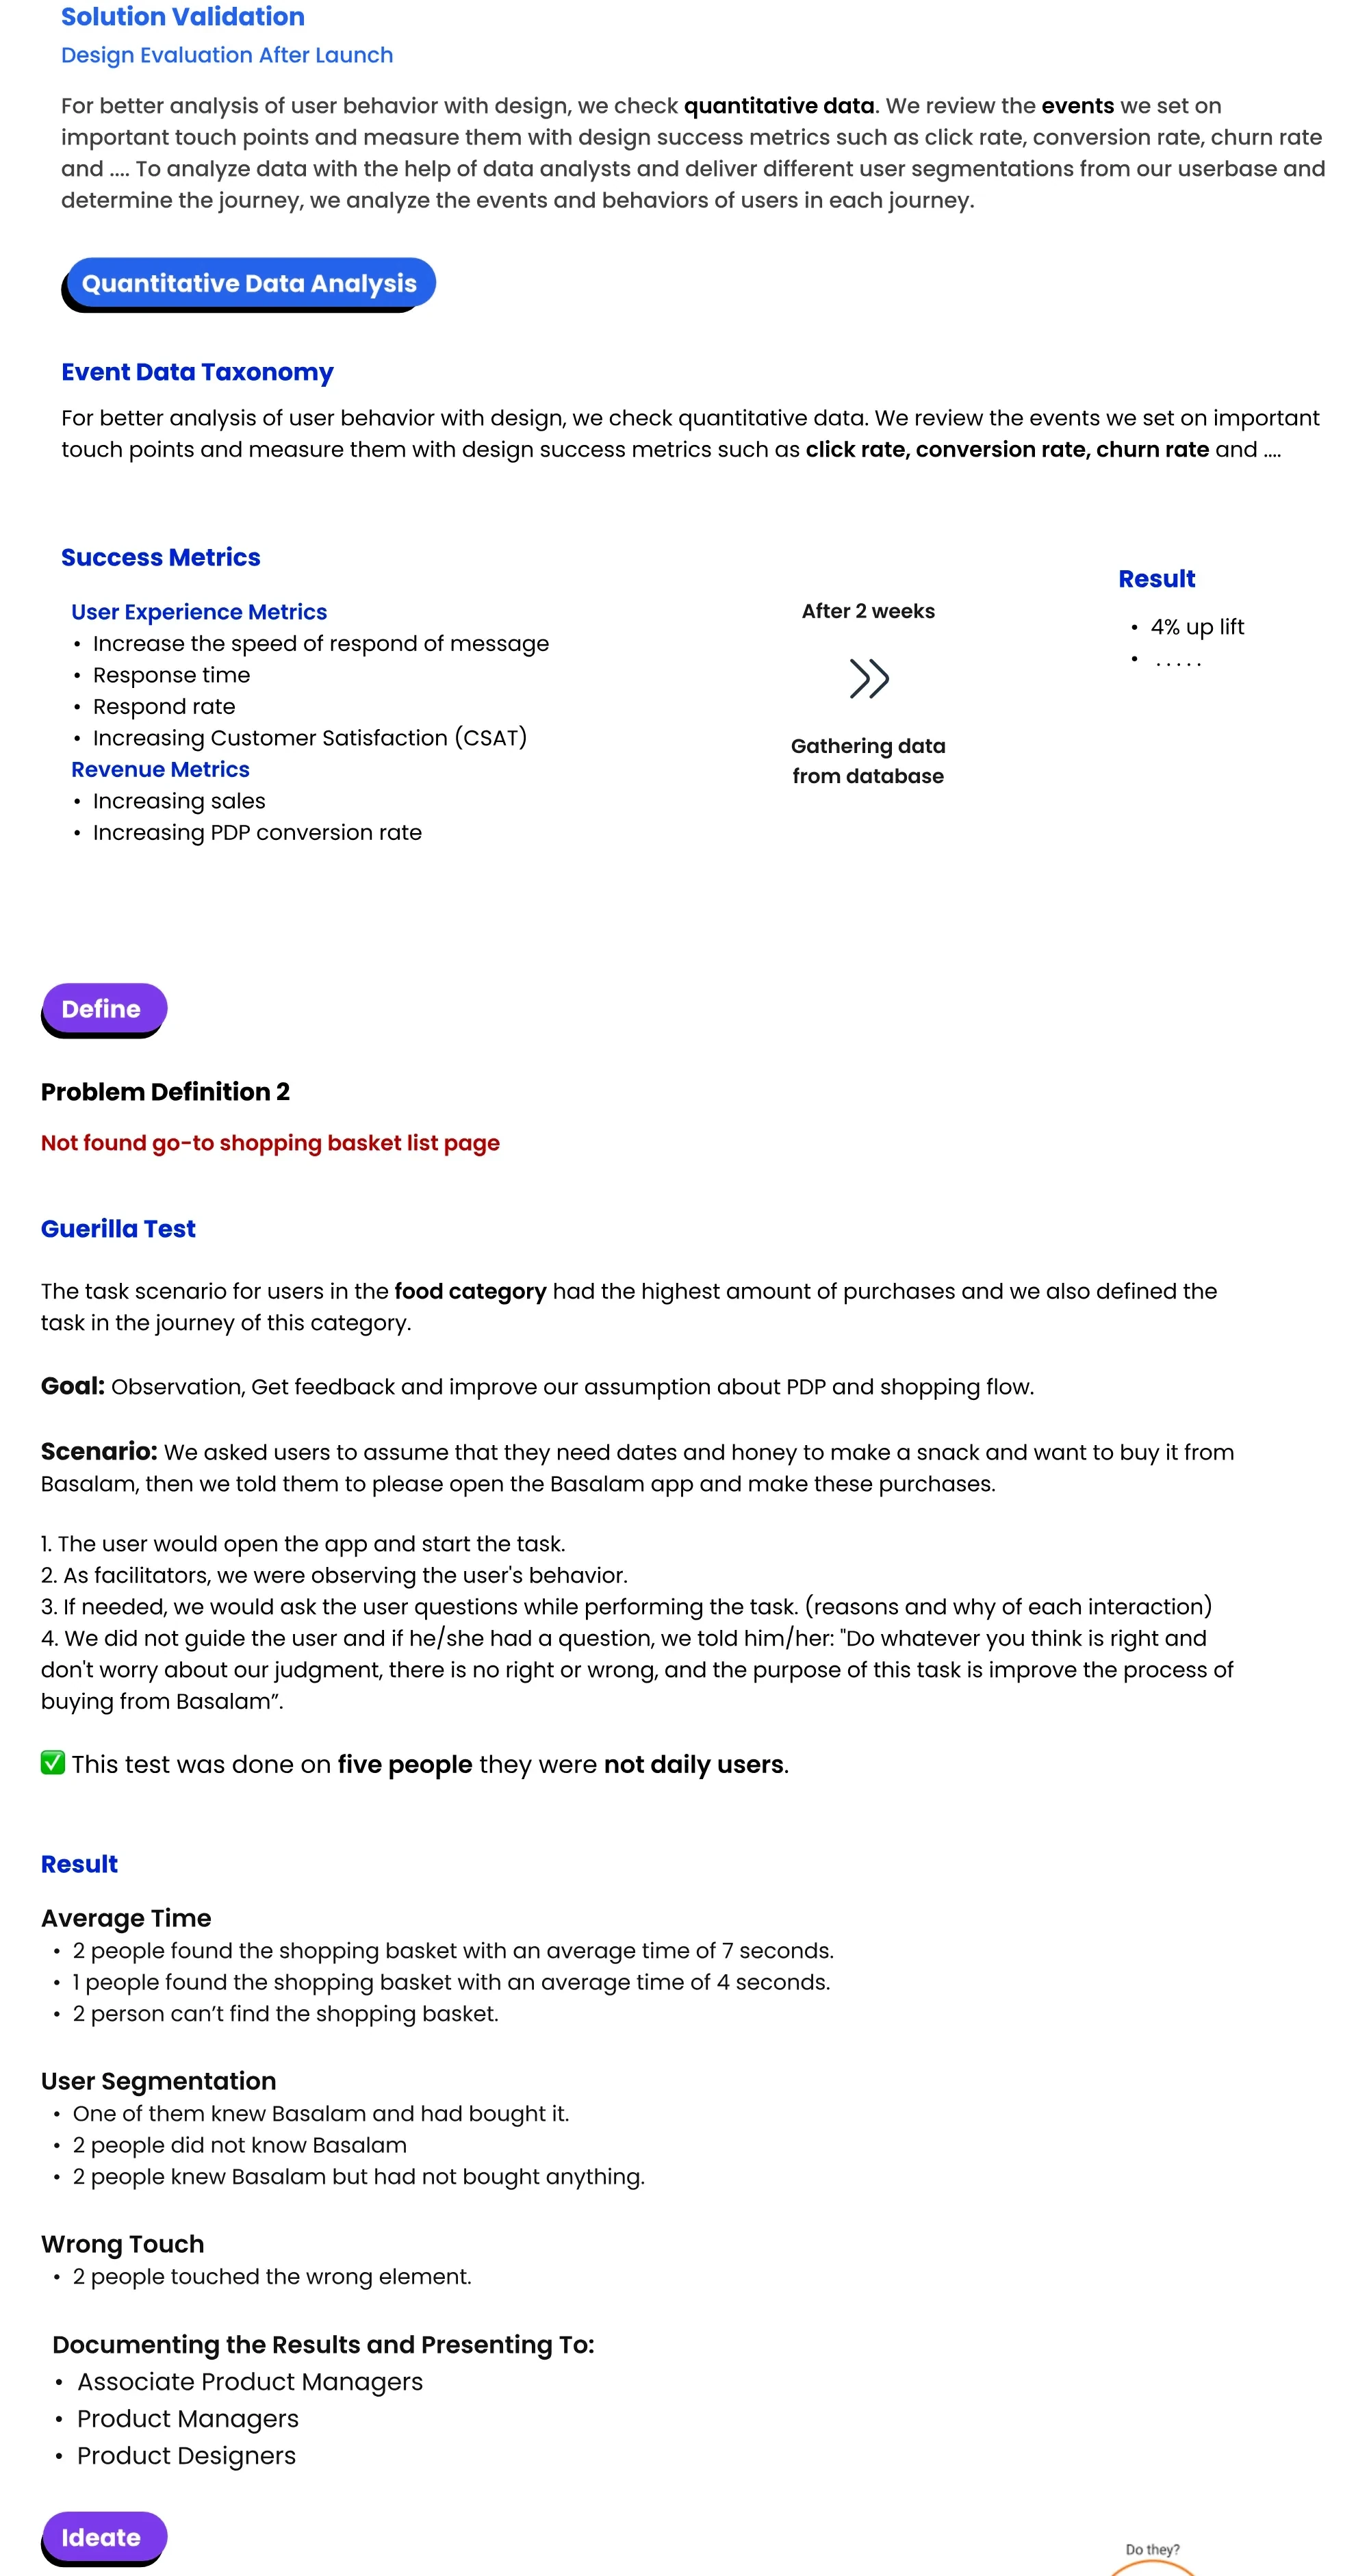 Solution Validation
Design Evaluation After Launch
For better analysis of user behavior with design, we check quantitative data. We review the events we set on
important touch points and measure them with design success metrics such as click rate, conversion rate, churn rate
and .... To analyze data with the help of data analysts and deliver different user segmentations from our userbase and
determine the journey, we analyze the events and behaviors of users in each journey.
Quantitative Data Analysis
Event Data Taxonomy
For better analysis of user behavior with design, we check quantitative data. We review the events we set on important
touch points and measure them with design success metrics such as click rate, conversion rate, churn rate and ....
Success Metrics
User Experience Metrics
• Increase the speed of respond of message
• Response time
• Respond rate
• Increasing Customer Satisfaction (CSAT)
Revenue Metrics
• Increasing sales
• Increasing PDP conversion rate
After 2 weeks
Gathering data
from database
Result
• 4% up lift
• .....
Define
Problem Definition 2
Not found go-to shopping basket list page
Guerilla Test
The task scenario for users in the food category had the highest amount of purchases and we also defined the
task in the journey of this category.
Goal: Observation, Get feedback and improve our assumption about PDP and shopping flow.
Scenario: We asked users to assume that they need dates and honey to make a snack and want to buy it from
Basalam, then we told them to please open the Basalam app and make these purchases.
1. The user would open the app and start the task.
2. As facilitators, we were observing the user's behavior.
3. If needed, we would ask the user questions while performing the task. (reasons and why of each interaction)
4. We did not guide the user and if he/she had a question, we told him/her: "Do whatever you think is right and
don't worry about our judgment, there is no right or wrong, and the purpose of this task is improve the process of
buying from Basalam”.
✅ This test was done on five people they were not daily users.
Result
Average Time
• 2 people found the shopping basket with an average time of 7 seconds.
• 1 people found the shopping basket with an average time of 4 seconds.
• 2 person can’t find the shopping basket.
User Segmentation
• One of them knew Basalam and had bought it.
• 2 people did not know Basalam
• 2 people knew Basalam but had not bought anything.
Wrong Touch
• 2 people touched the wrong element.
Documenting the Results and Presenting To:
• Associate Product Managers
• Product Managers
• Product Designers
Ideate
Do they?